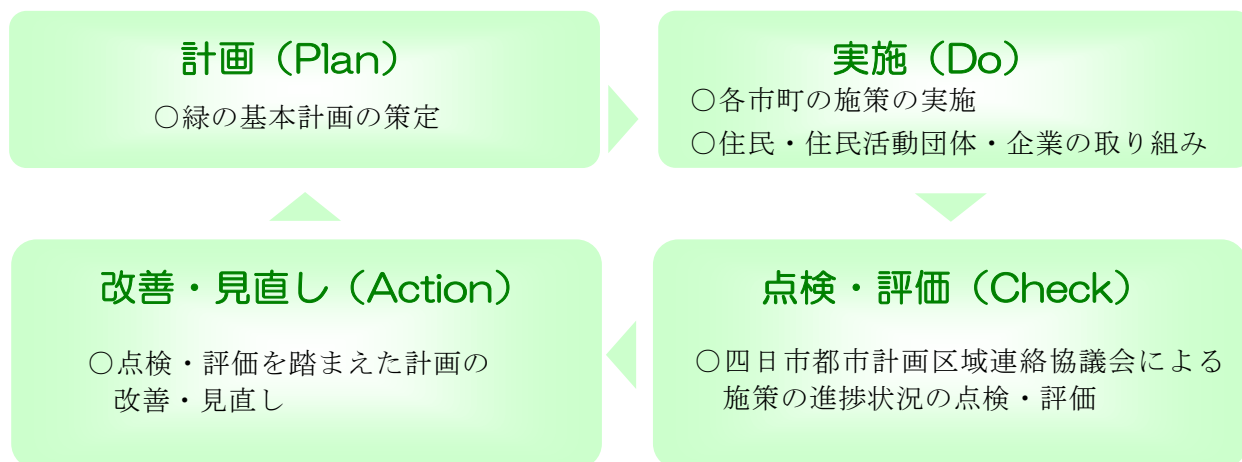 計画（Plan）
○緑の基本計画の策定
実施（Do）
○各市町の施策の実施
○住民・住民活動団体・企業の取り組み
点検・評価（Check）
○四日市都市計画区域連絡協議会による
施策の進捗状況の点検・評価
改善・見直し（Action）
○点検・評価を踏まえた計画の
改善・見直し